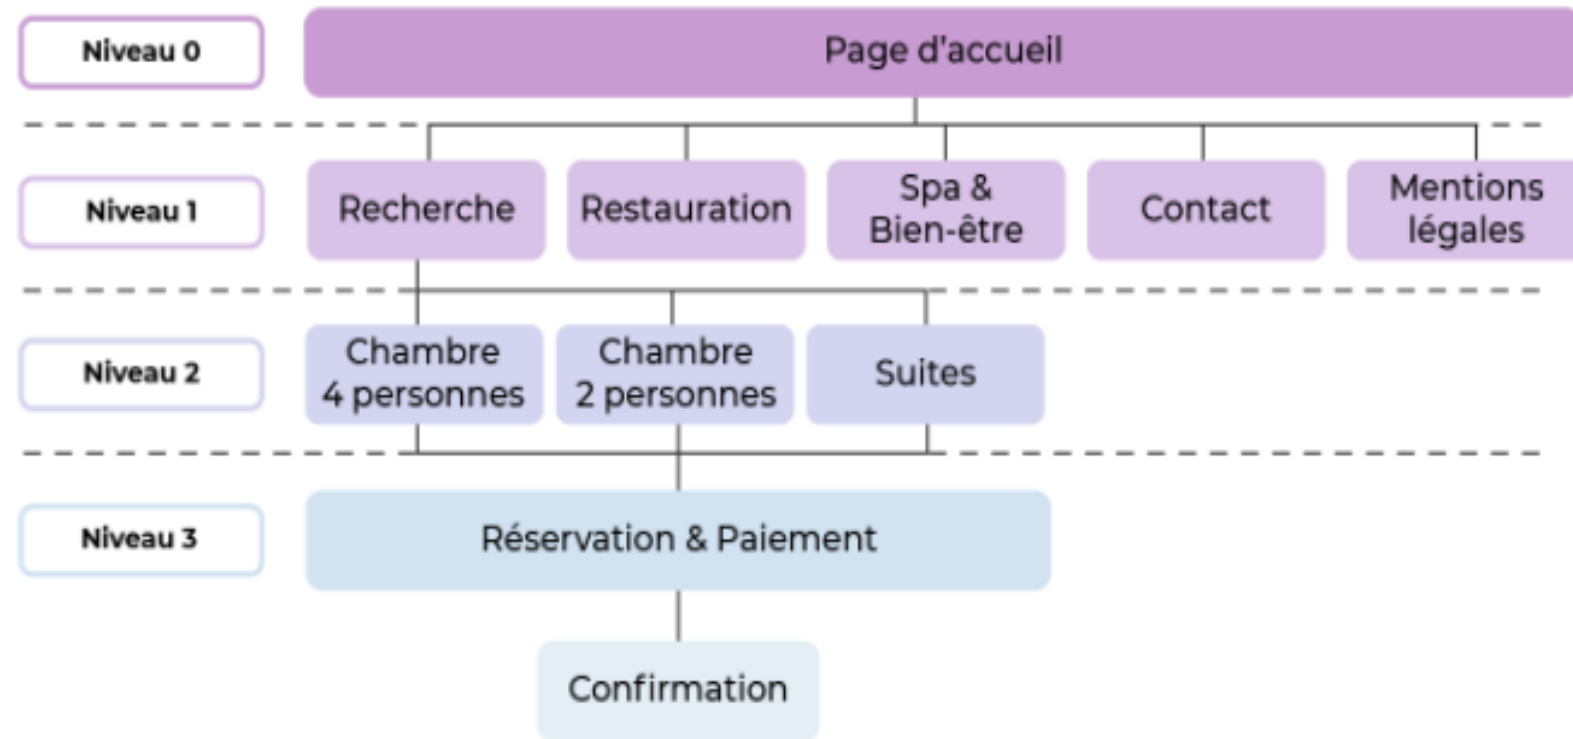 Niveau 0
Page d'accueil
Niveau 1
Recherche
Restauration
Spa &
Bien-être
Contact
Mentions
légales
Niveau 2
Chambre
4 personnes
Chambre
2 personnes
Suites
Niveau 3
Réservation & Paiement
Confirmation